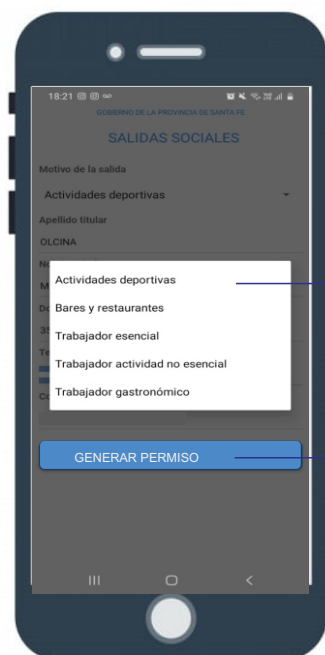 18:21
GOBIERNO DE LA PROVINCIA DE SANTA FE
SALIDAS SOCIALES
Motivo de la salida
Actividades deportivas
Apellido titular
OLCINA
Actividades deportivas
Bares y restaurantes
Trabajador esencial
Trabajador actividad no esencial
Trabajador gastronómico
GENERAR PERMISO